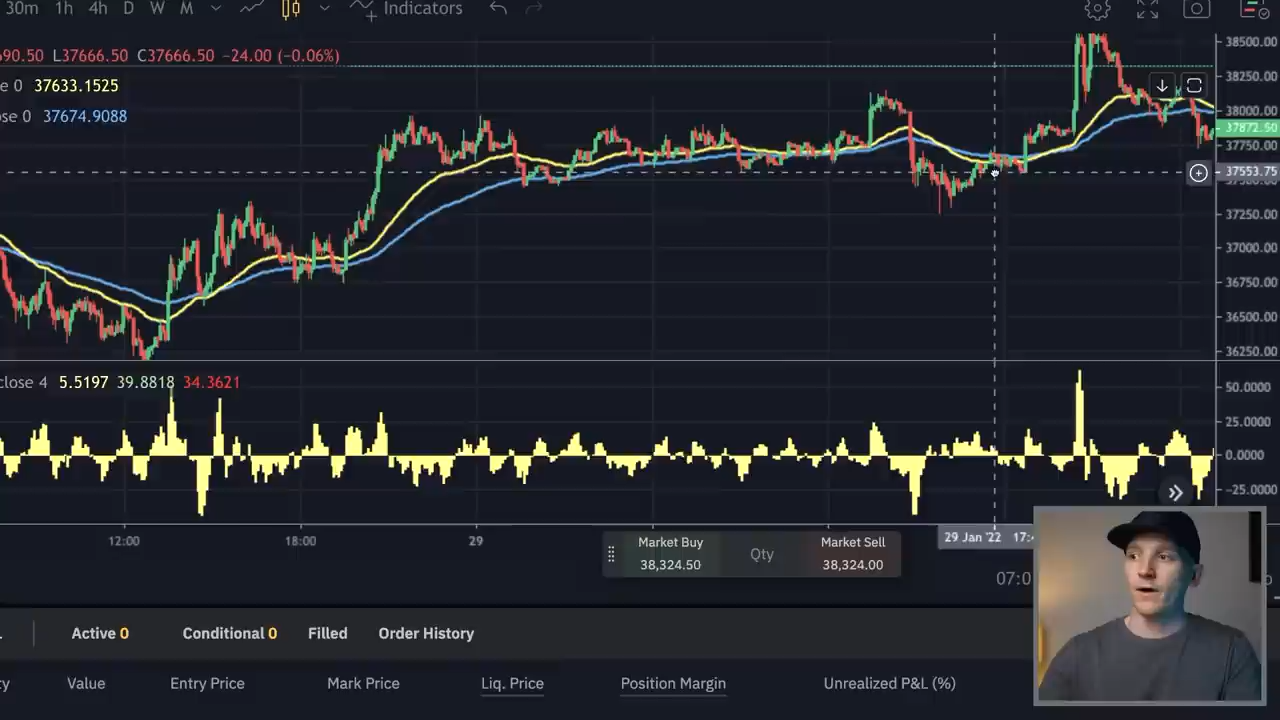 30m 1h 4h D W M Indicators
90.50 L37666.50 C37666.50 −24.00 (−0.06%)
e 0 37633.1525
ose 0 37674.9088
38500.00
38250.00
38000.00
37872.50
37750.00
37553.75
37250.00
37000.00
36750.00
36500.00
36250.00
close 4 5.5197 39.8818 34.3621
50.0000
25.0000
0.0000
−25.0000
12:00 18:00 29 29 Jan '22 17:4
Market Buy Qty Market Sell
38,324.50 38,324.00
07:0
Active 0 Conditional 0 Filled Order History
ty Value Entry Price Mark Price Liq. Price Position Margin Unrealized P&L (%)